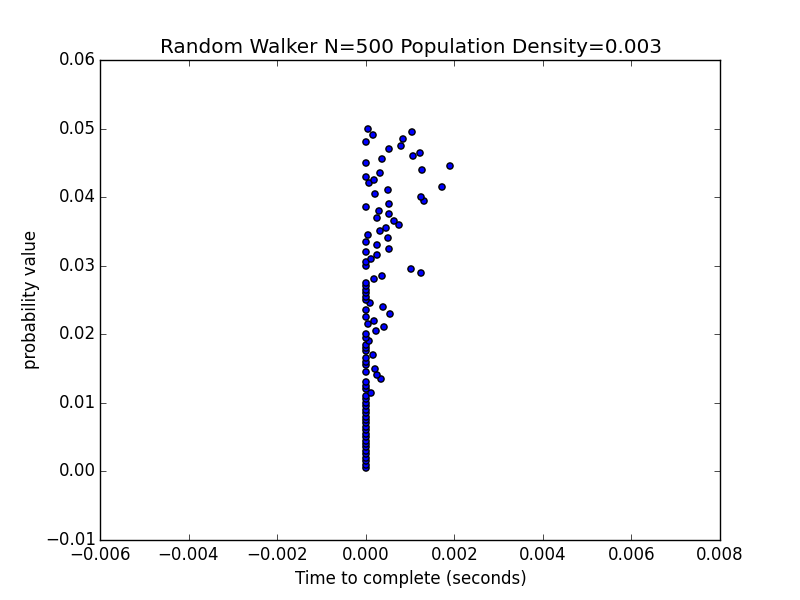 Random Walker N=500 Population Density=0.003
0.06
0.05
0.04
0.03
0.02
0.01
0.00
−0.01
probability value
−0.006 −0.004 −0.002 0.000 0.002 0.004 0.006 0.008
Time to complete (seconds)